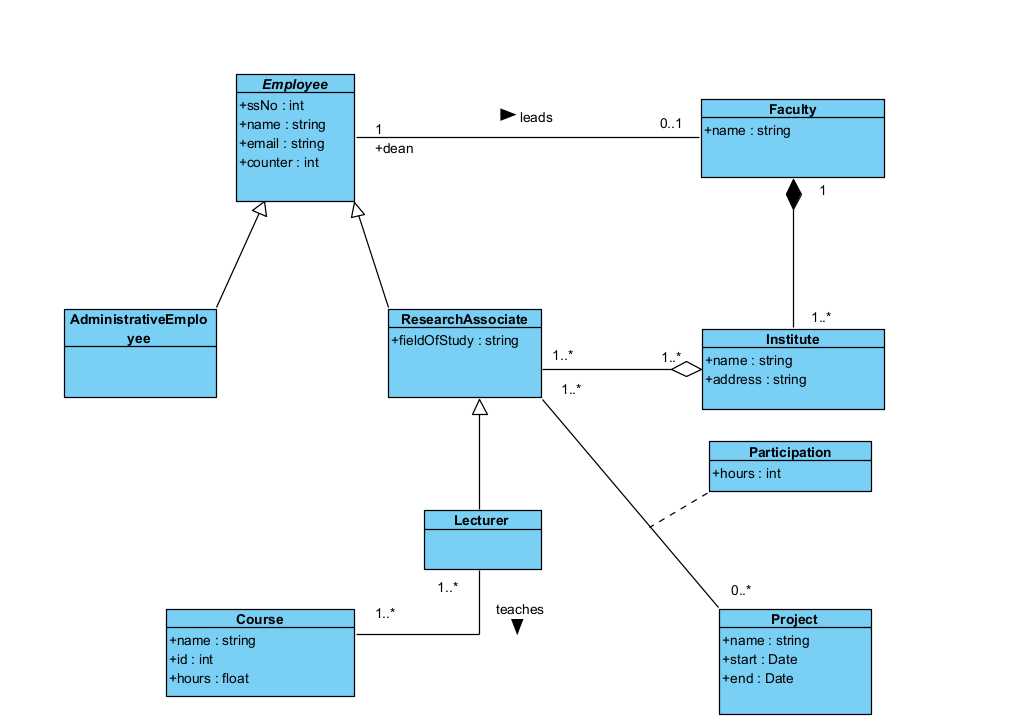 Employee
+ssNo : int
+name : string
+email : string
+counter : int
1
+dean
leads
0..1
Faculty
+name : string
1
1..*
AdministrativeEmplo
yee
ResearchAssociate
+fieldOfStudy : string
1..*
1..*
1..*
Institute
+name : string
+address : string
Participation
+hours : int
Lecturer
1..*
teaches
1..*
Course
+name : string
+id : int
+hours : float
0..*
Project
+name : string
+start : Date
+end : Date